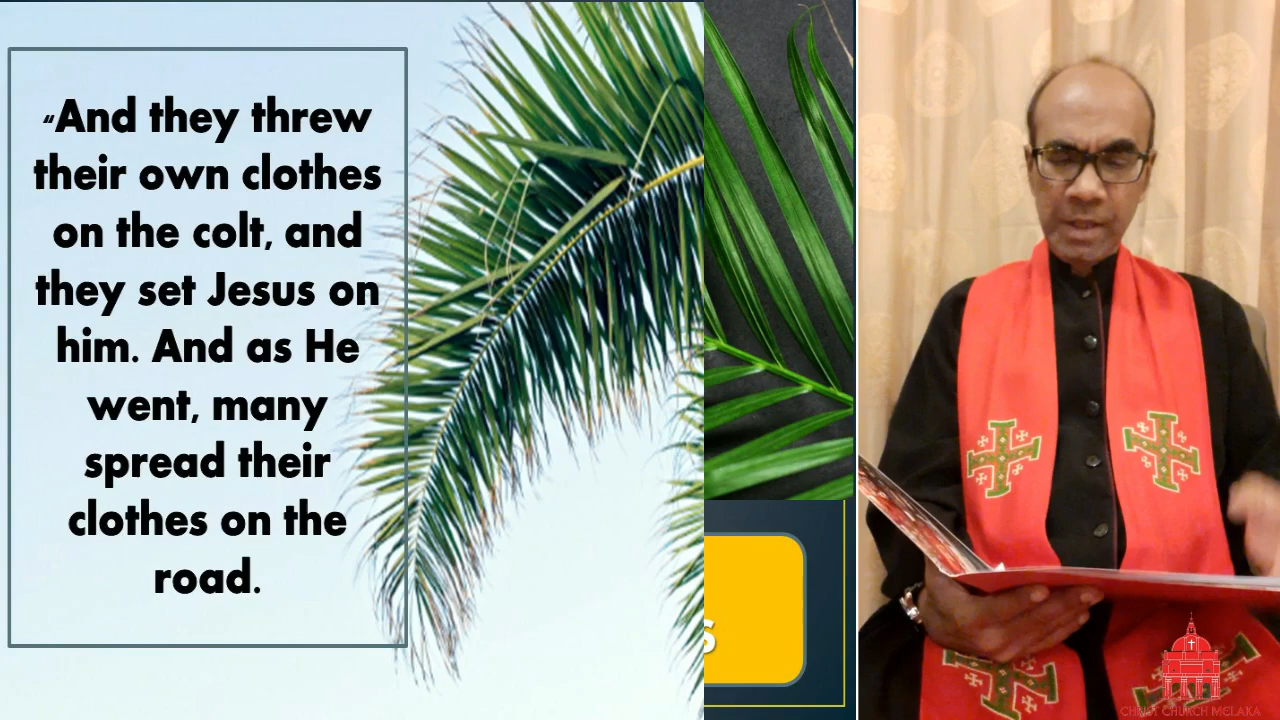 “And they threw
their own clothes
on the colt, and
they set Jesus on
him. And as He
went, many
spread their
clothes on the
road.
S
CHRIST CHURCH MELAKA